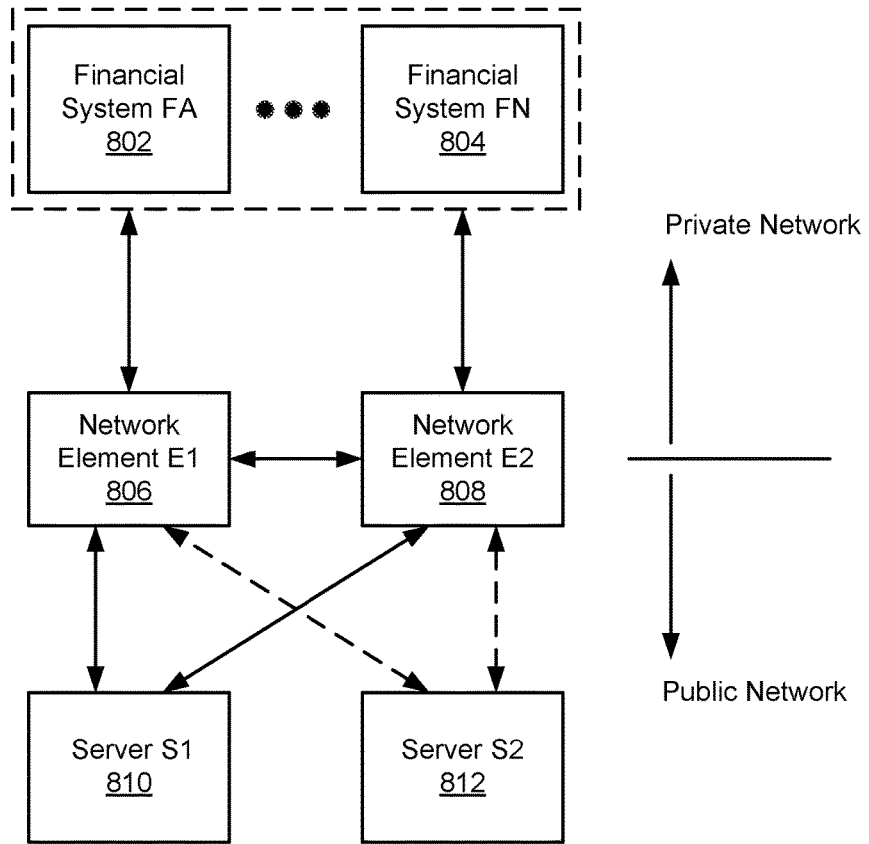 Financial
System FA
802
Financial
System FN
804
Private Network
Network
Element E1
806
Network
Element E2
808
Public Network
Server S1
810
Server S2
812